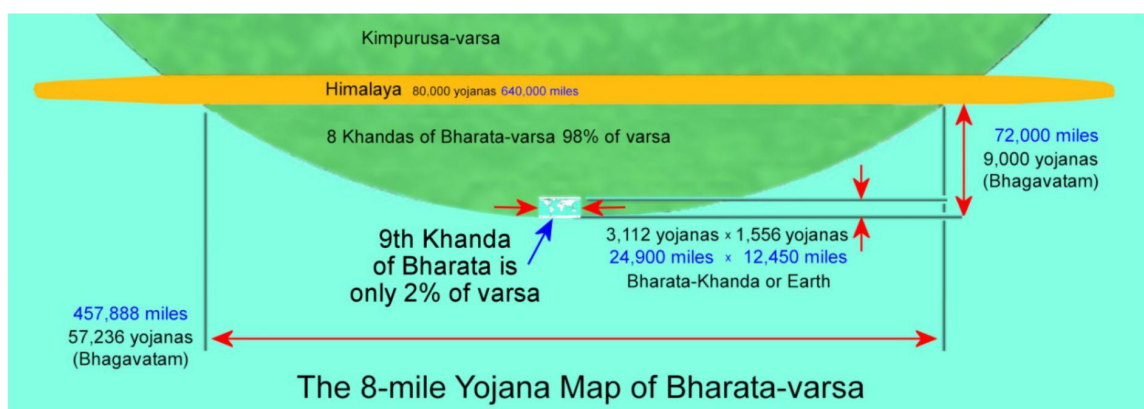 Kimpurusa-varsa
Himalaya 80,000 yojanas 640,000 miles
8 Khandas of Bharata-varsa 98% of varsa
72,000 miles
9,000 yojanas
(Bhagavatam)
9th Khanda
of Bharata is
only 2% of varsa
3,112 yojanas x 1,556 yojanas
24,900 miles x 12,450 miles
Bharata-Khanda or Earth
457,888 miles
57,236 yojanas
(Bhagavatam)
The 8-mile Yojana Map of Bharata-varsa